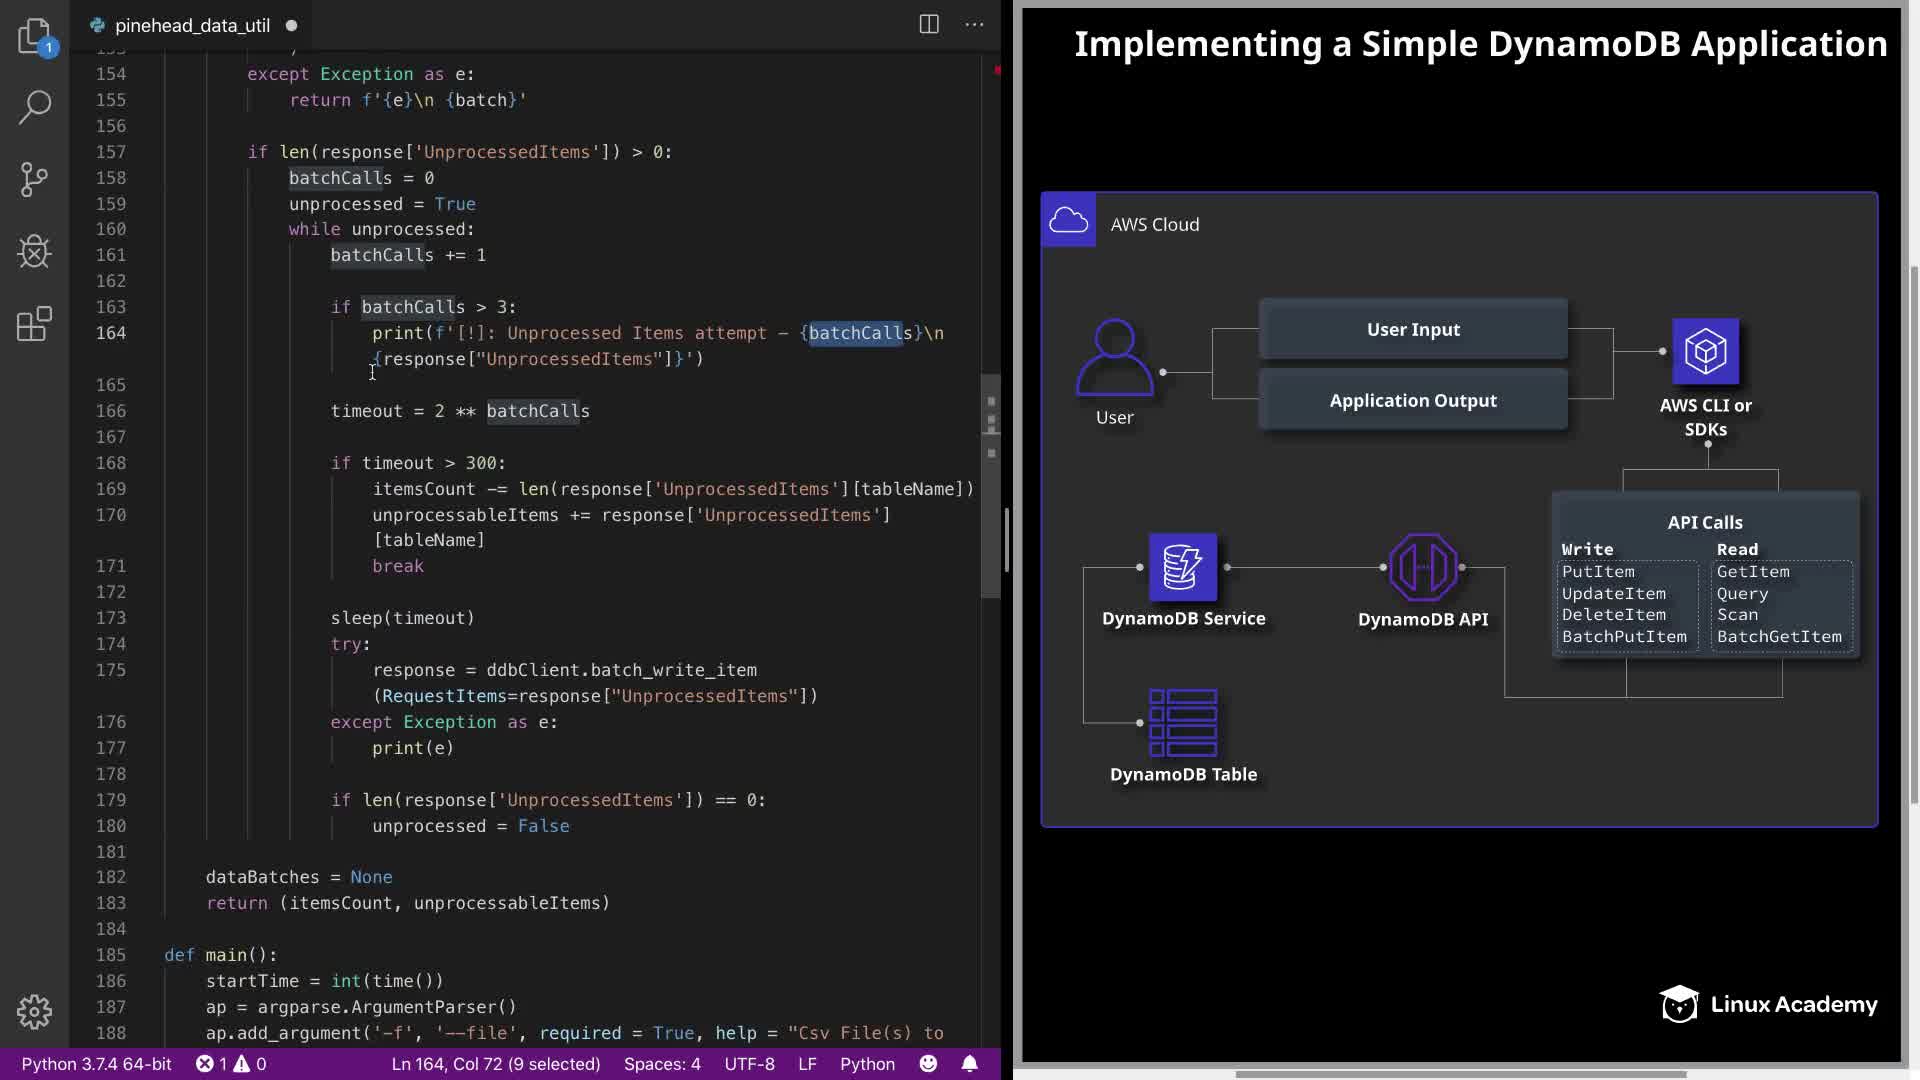 pinehead_data_util
1
154 except Exception as e:
155 return f'{e}\n {batch}'
156
157 if len(response['UnprocessedItems']) > 0:
158 batchCalls = 0
159 unprocessed = True
160 while unprocessed:
161 batchCalls += 1
162
163 if batchCalls > 3:
164 print(f'[!]: Unprocessed Items attempt – {batchCalls}\n
{response["UnprocessedItems"]}')
165
166 timeout = 2 ** batchCalls
167
168 if timeout > 300:
169 itemsCount -= len(response['UnprocessedItems'][tableName])
170 unprocessableItems += response['UnprocessedItems']
[tableName]
171 break
172
173 sleep(timeout)
174 try:
175 response = ddbClient.batch_write_item
(RequestItems=response["UnprocessedItems"])
176 except Exception as e:
177 print(e)
178
179 if len(response['UnprocessedItems']) == 0:
180 unprocessed = False
181
182 dataBatches = None
183 return (itemsCount, unprocessableItems)
184
185 def main():
186 startTime = int(time())
187 ap = argparse.ArgumentParser()
188 ap.add_argument('-f', '--file', required = True, help = "Csv File(s) to
Python 3.7.4 64-bit 1 0 Ln 164, Col 72 (9 selected) Spaces: 4 UTF-8 LF Python
Implementing a Simple DynamoDB Application
AWS Cloud
User Input
Application Output
User
AWS CLI or
SDKs
API Calls
Write Read
PutItem GetItem
UpdateItem Query
DeleteItem Scan
BatchPutItem BatchGetItem
DynamoDB Service
DynamoDB API
DynamoDB Table
Linux Academy